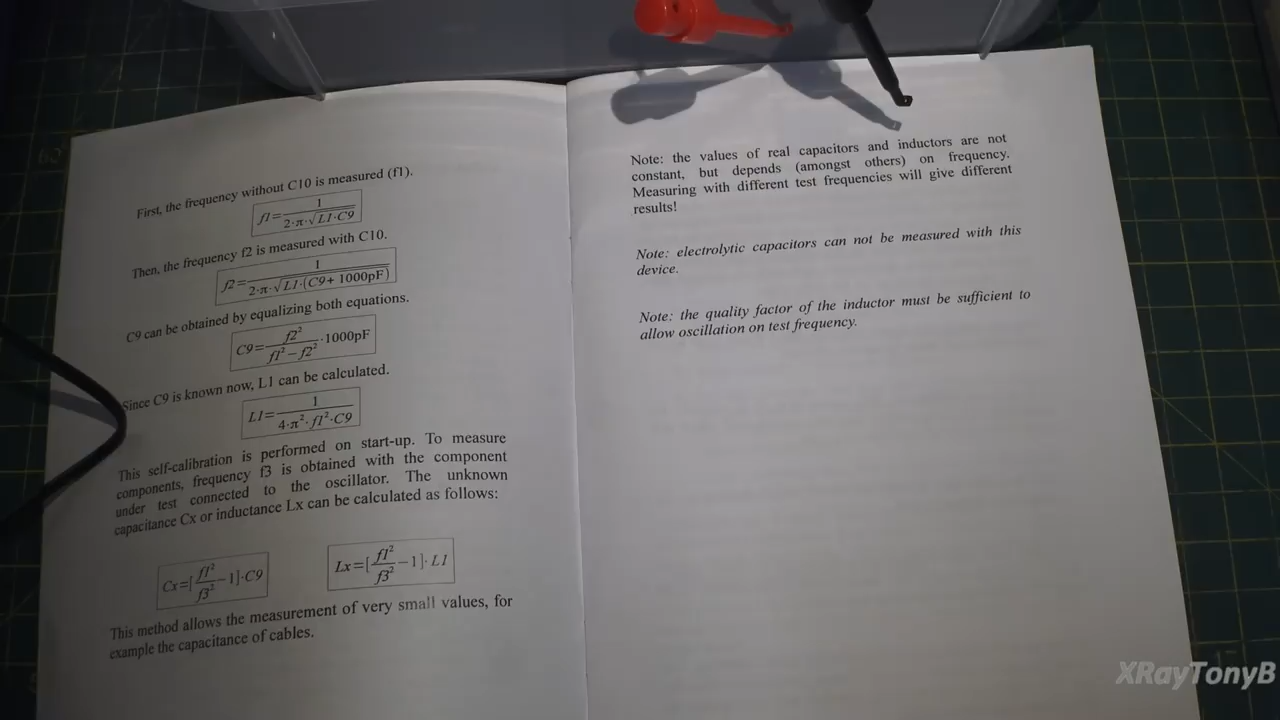 First, the frequency without C10 is measured (f1).
f1=1/(2·π·√(L1·C9))
Then, the frequency f2 is measured with C10.
f2=1/(2·π·√(L1·(C9+1000pF)))
C9 can be obtained by equalizing both equations.
C9=f2²/(f1²−f2²)·1000pF
Since C9 is known now, L1 can be calculated.
L1=1/(4·π²·f1²·C9)
This self-calibration is performed on start-up. To measure
components, frequency f3 is obtained with the component
under test connected to the oscillator. The unknown
capacitance Cx or inductance Lx can be calculated as follows:
Cx=[f1²/f3²−1]·C9
Lx=[f1²/f3²−1]·L1
This method allows the measurement of very small values, for
example the capacitance of cables.
Note: the values of real capacitors and inductors are not
constant, but depends (amongst others) on frequency.
Measuring with different test frequencies will give different
results!
Note: electrolytic capacitors can not be measured with this
device.
Note: the quality factor of the inductor must be sufficient to
allow oscillation on test frequency.
XRayTonyB